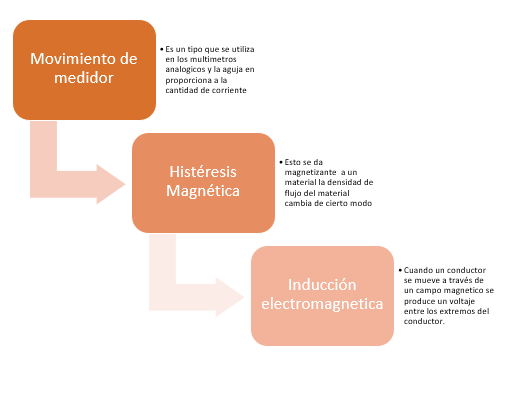 Movimiento de
medidor
• Es un tipo que se utiliza
en los multimetros
analogicos y la aguja en
proporciona a la
cantidad de corriente
Histéresis
Magnética
• Esto se da
magnetizante a un
material la densidad de
flujo del material
cambia de cierto modo
Inducción
electromagnetica
• Cuando un conductor
se mueve a través de
un campo magnetico se
produce un voltaje
entre los extremos del
conductor.